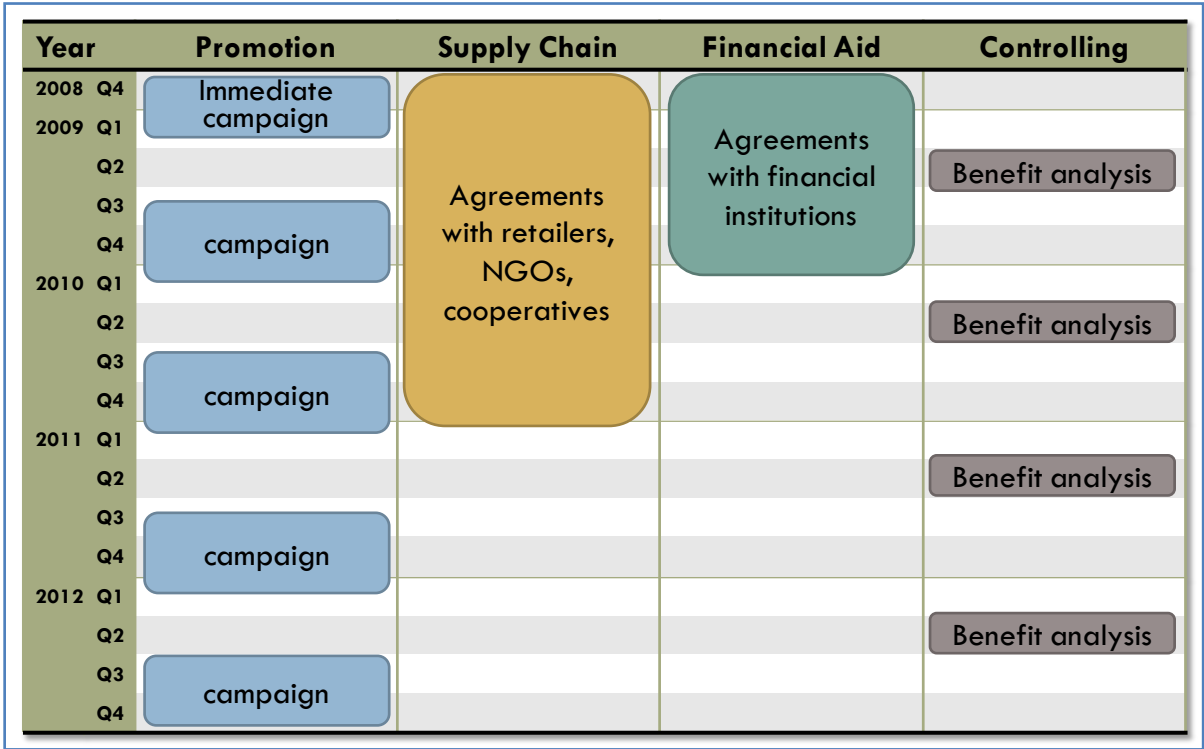 Year Promotion Supply Chain Financial Aid Controlling
2008 Q4
Immediate
campaign
2009 Q1
Q2
Q3
Q4
2010 Q1
Q2
Q3
Q4
2011 Q1
Q2
Q3
Q4
2012 Q1
Q2
Q3
Q4
campaign
campaign
campaign
campaign
Agreements
with retailers,
NGOs,
cooperatives
Agreements
with financial
institutions
Benefit analysis
Benefit analysis
Benefit analysis
Benefit analysis